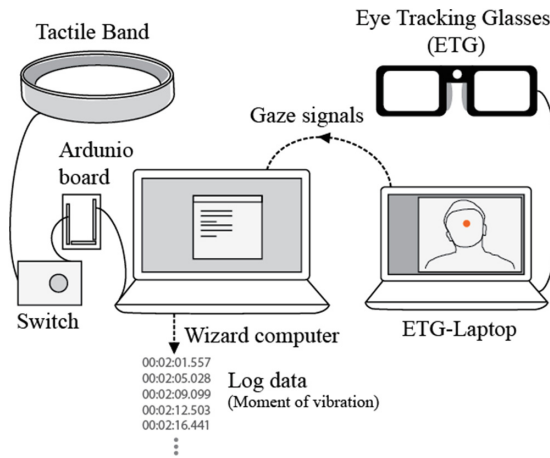 Tactile Band
Eye Tracking Glasses
(ETG)
Gaze signals
Ardunio
board
Switch
Wizard computer
ETG-Laptop
00:02:01.557
00:02:05.028
00:02:09.099
00:02:12.503
00:02:16.441
Log data
(Moment of vibration)